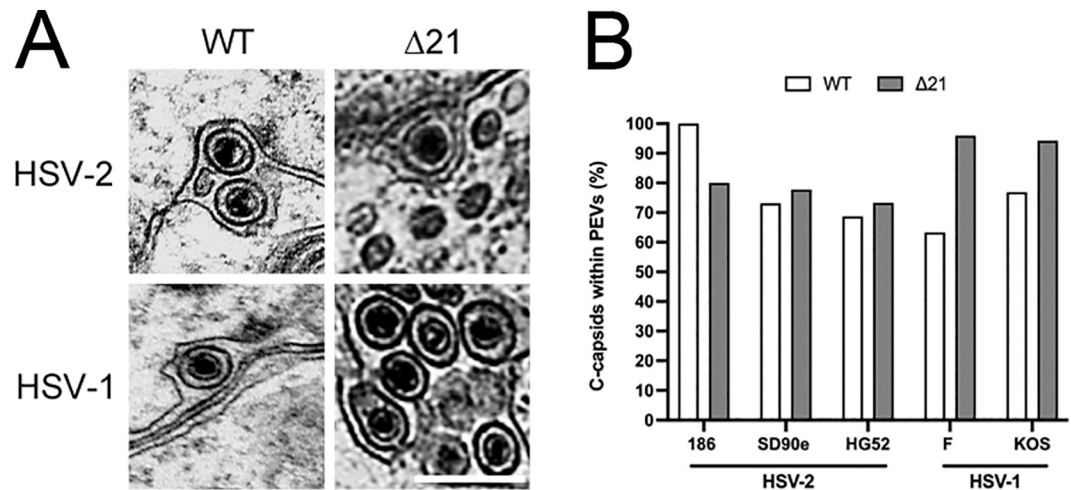 A
WT Δ21
HSV-2
HSV-1
B
WT Δ21
C-capsids within PEVs (%)
100
90
80
70
60
50
40
30
20
10
0
186 SD90e HG52 F KOS
HSV-2 HSV-1